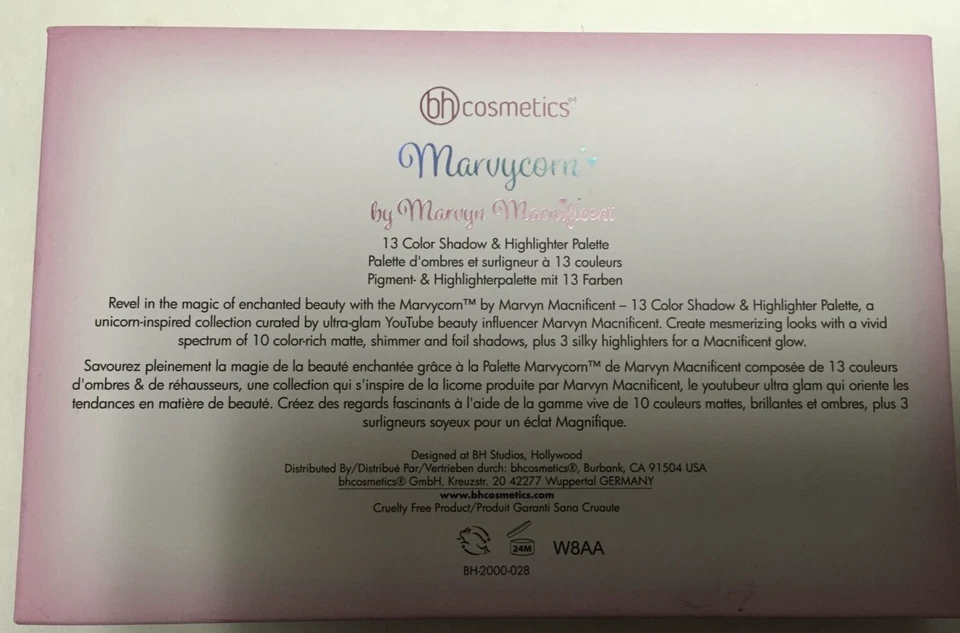 bhcosmetics®
Marvycorn
by Marvyn Macnificent
13 Color Shadow & Highlighter Palette
Palette d'ombres et surligneur à 13 couleurs
Pigment- & Highlighterpalette mit 13 Farben
Revel in the magic of enchanted beauty with the Marvycorn™ by Marvyn Macnificent – 13 Color Shadow & Highlighter Palette, a
unicorn-inspired collection curated by ultra-glam YouTube beauty influencer Marvyn Macnificent. Create mesmerizing looks with a vivid
spectrum of 10 color-rich matte, shimmer and foil shadows, plus 3 silky highlighters for a Macnificent glow.
Savourez pleinement la magie de la beauté enchantée grâce à la Palette Marvycorn™ de Marvyn Macnificent composée de 13 couleurs
d'ombres & de réhausseurs, une collection qui s'inspire de la licorne produite par Marvyn Macnificent, le youtubeur ultra glam qui oriente les
tendances en matière de beauté. Créez des regards fascinants à l'aide de la gamme vive de 10 couleurs mattes, brillantes et ombres, plus 3
surligneurs soyeux pour un éclat Magnifique.
Designed at BH Studios, Hollywood
Distributed By/Distribué Par/Vertrieben durch: bhcosmetics®, Burbank, CA 91504 USA
bhcosmetics® GmbH. Kreuzstr. 20 42277 Wuppertal GERMANY
www.bhcosmetics.com
Cruelty Free Product/Produit Garanti Sana Cruaute
24M W8AA
BH-2000-028